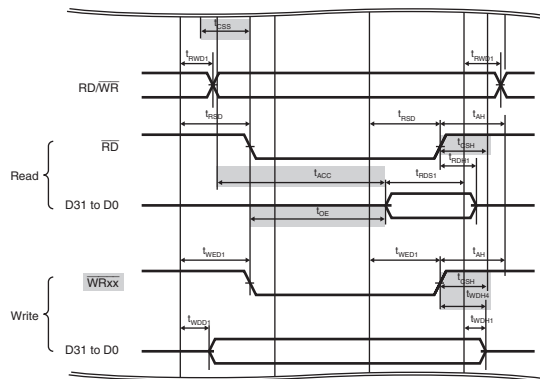 tCSS
tRWD1 tRWD1
RD/WR
tRSD tRSD tAH
RD
tCSH
tRDH1
Read
tACC tRDS1
D31 to D0
tOE
tWED1 tWED1 tAH
WRxx
tCSH
tWDH4
Write
tWDD1 tWDH1
D31 to D0